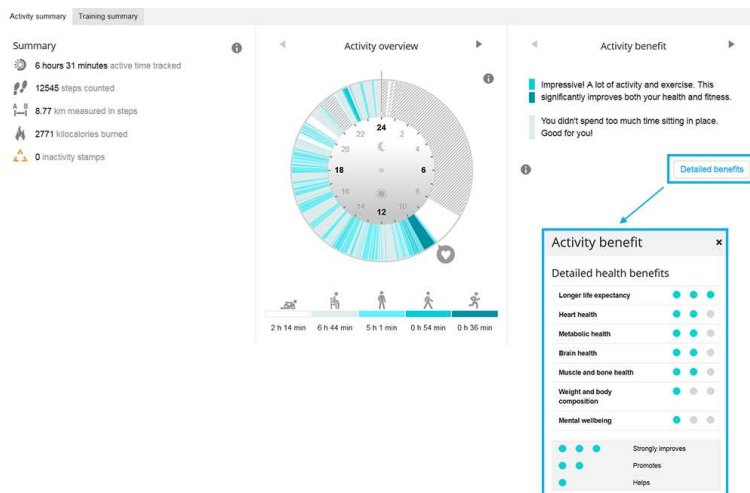 Activity summary
Training summary
Summary
6 hours 31 minutes active time tracked
12545 steps counted
A B
8.77 km measured in steps
2771 kilocalories burned
0 inactivity stamps
Activity overview
24
22
2
20
4
18
6
16
8
14
10
12
2 h 14 min
6 h 44 min
5 h 1 min
0 h 54 min
0 h 36 min
Activity benefit
Impressive! A lot of activity and exercise. This
significantly improves both your health and fitness.
You didn't spend too much time sitting in place.
Good for you!
Detailed benefits
Activity benefit
×
Detailed health benefits
Longer life expectancy
Heart health
Metabolic health
Brain health
Muscle and bone health
Weight and body
composition
Mental wellbeing
Strongly improves
Promotes
Helps